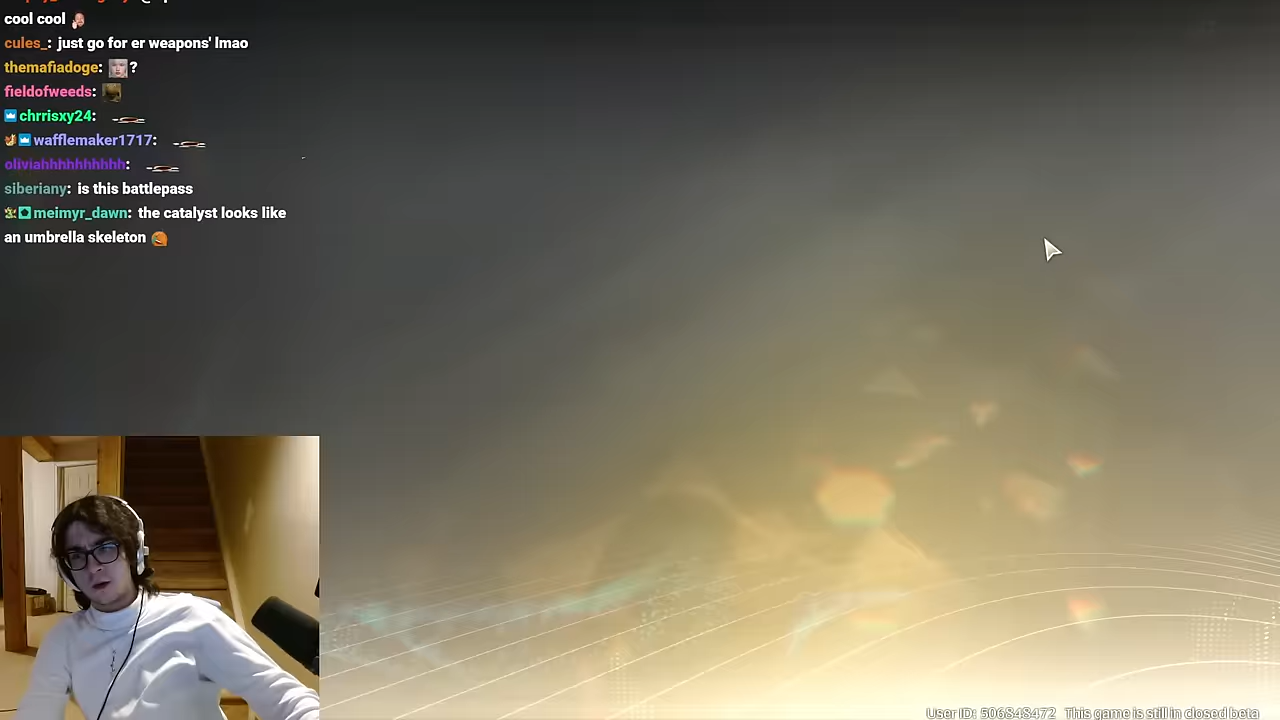 cool cool
cules_: just go for er weapons' lmao
themafiadoge: ?
fieldofweeds:
chrrisxy24:
wafflemaker1717:
oliviahhhhhhhhhhh:
siberiany: is this battlepass
meimyr_dawn: the catalyst looks like
an umbrella skeleton
User ID: 506848472 This game is still in closed beta